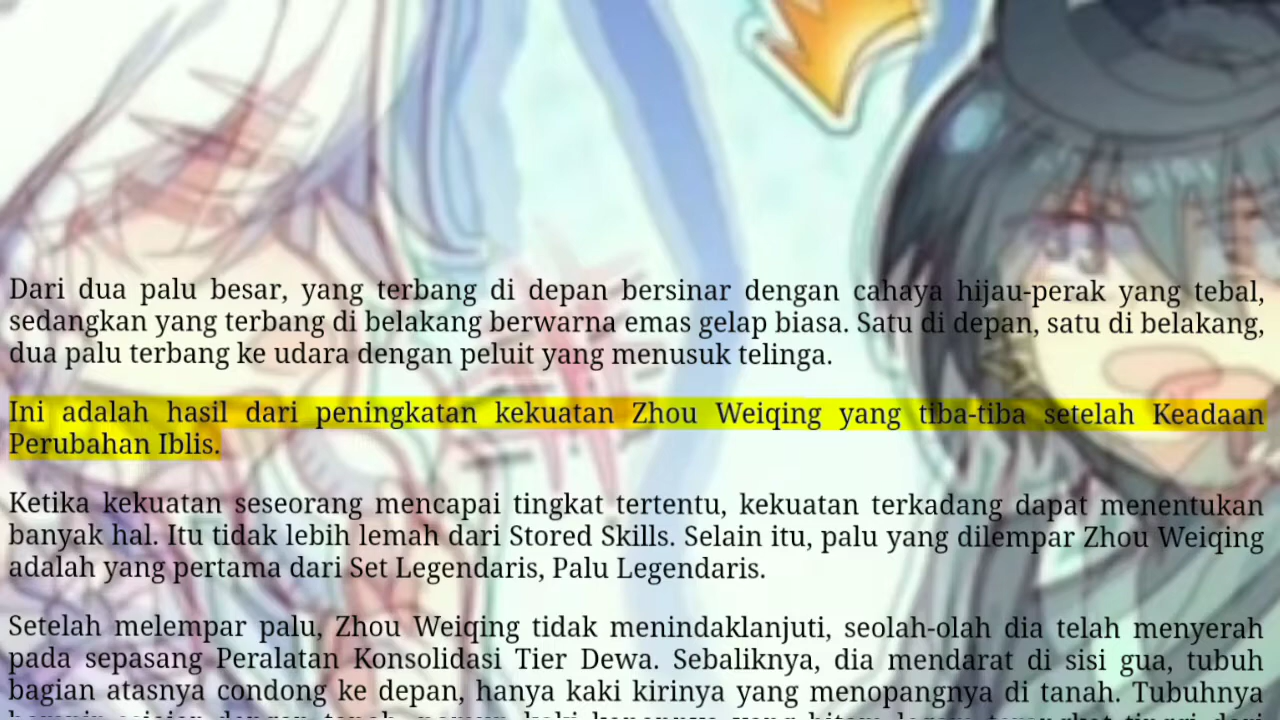 Dari dua palu besar, yang terbang di depan bersinar dengan cahaya hijau-perak yang tebal,
sedangkan yang terbang di belakang berwarna emas gelap biasa. Satu di depan, satu di belakang,
dua palu terbang ke udara dengan peluit yang menusuk telinga.
Ini adalah hasil dari peningkatan kekuatan Zhou Weiqing yang tiba-tiba setelah Keadaan
Perubahan Iblis.
Ketika kekuatan seseorang mencapai tingkat tertentu, kekuatan terkadang dapat menentukan
banyak hal. Itu tidak lebih lemah dari Stored Skills. Selain itu, palu yang dilempar Zhou Weiqing
adalah yang pertama dari Set Legendaris, Palu Legendaris.
Setelah melempar palu, Zhou Weiqing tidak menindaklanjuti, seolah-olah dia telah menyerah
pada sepasang Peralatan Konsolidasi Tier Dewa. Sebaliknya, dia mendarat di sisi gua, tubuh
bagian atasnya condong ke depan, hanya kaki kirinya yang menopangnya di tanah. Tubuhnya